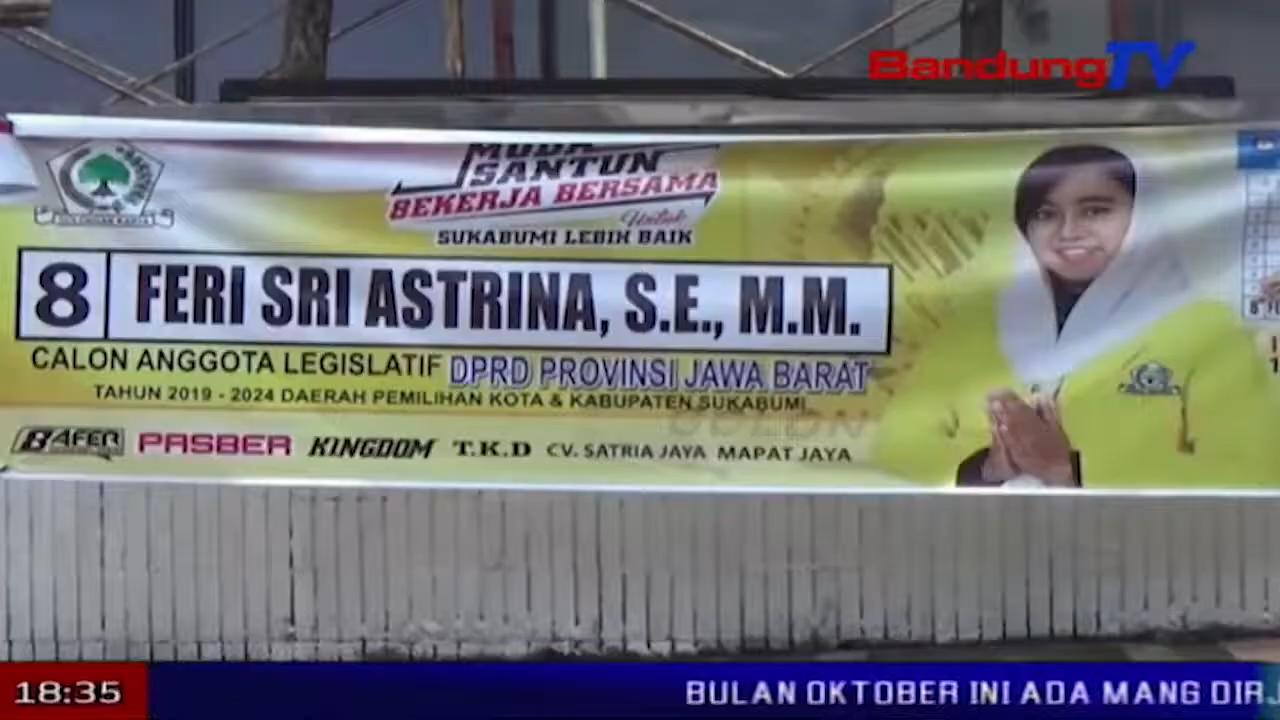 BandungTV
MUDA
SANTUN
BEKERJA BERSAMA
Untuk
SUKABUMI LEBIH BAIK
8 FERI SRI ASTRINA, S.E., M.M.
CALON ANGGOTA LEGISLATIF DPRD PROVINSI JAWA BARAT
TAHUN 2019 - 2024 DAERAH PEMILIHAN KOTA & KABUPATEN SUKABUMI
BAFER PASBER KINGDOM T.K.D CV. SATRIA JAYA MAPAT JAYA
18:35 BULAN OKTOBER INI ADA MANG DIRJ